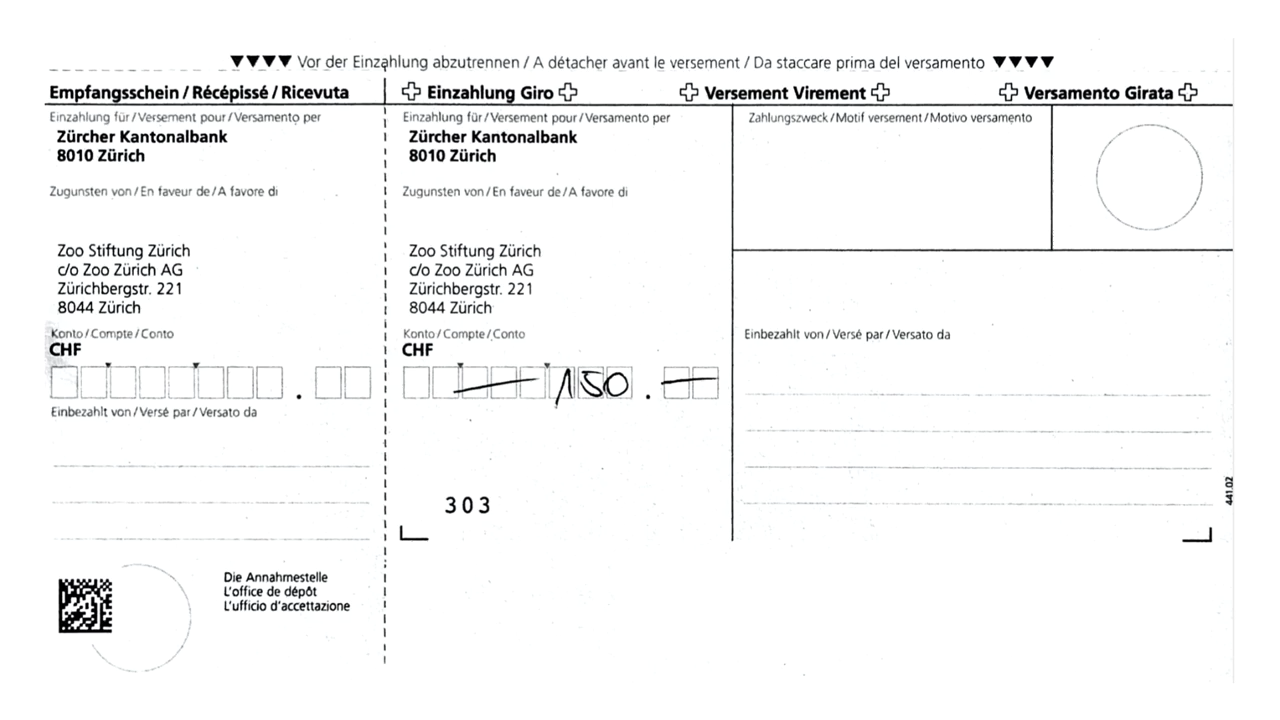 ▼▼▼▼ Vor der Einzahlung abzutrennen / A détacher avant le versement / Da staccare prima del versamento ▼▼▼▼
Empfangsschein / Récépissé / Ricevuta
Einzahlung für / Versement pour / Versamento per
Zürcher Kantonalbank
8010 Zürich
Zugunsten von / En faveur de / A favore di
Zoo Stiftung Zürich
c/o Zoo Zürich AG
Zürichbergstr. 221
8044 Zürich
Konto / Compte / Conto
CHF
.
Einbezahlt von / Versé par / Versato da
Die Annahmestelle
L'office de dépôt
L'ufficio d'accettazione
Einzahlung Giro
Versement Virement
Versamento Girata
Einzahlung für / Versement pour / Versamento per
Zürcher Kantonalbank
8010 Zürich
Zugunsten von / En faveur de / A favore di
Zoo Stiftung Zürich
c/o Zoo Zürich AG
Zürichbergstr. 221
8044 Zürich
Konto / Compte / Conto
CHF
— 150 . —
303
Zahlungszweck / Motif versement / Motivo versamento
Einbezahlt von / Versé par / Versato da
441.02